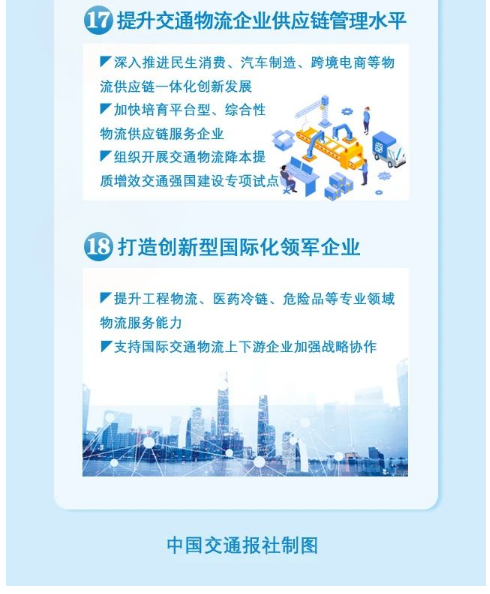 17 提升交通物流企业供应链管理水平
深入推进民生消费、汽车制造、跨境电商等物
流供应链一体化创新发展
加快培育平台型、综合性
物流供应链服务企业
组织开展交通物流降本提
质增效交通强国建设专项试点
18 打造创新型国际化领军企业
提升工程物流、医药冷链、危险品等专业领域
物流服务能力
支持国际交通物流上下游企业加强战略协作
中国交通报社制图